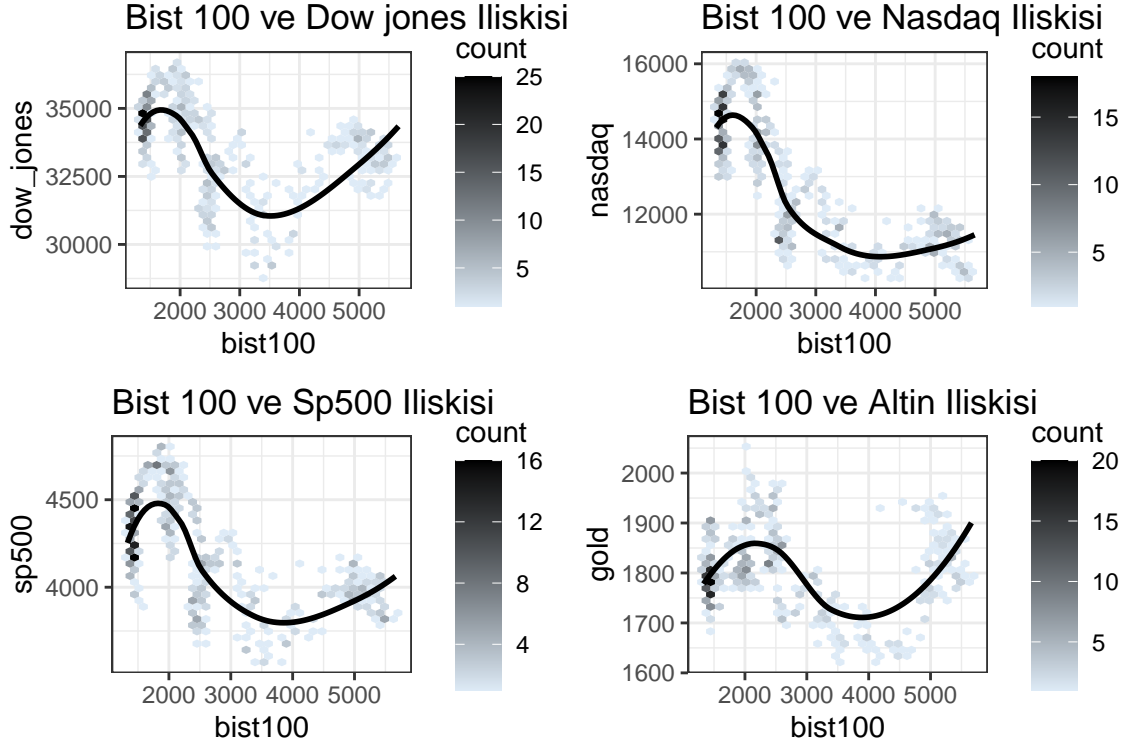 Bist 100 ve Dow jones Iliskisi
count
25
20
15
10
5
35000
32500
30000
dow_jones
2000 3000 4000 5000
bist100
Bist 100 ve Nasdaq Iliskisi
count
15
10
5
16000
14000
12000
nasdaq
2000 3000 4000 5000
bist100
Bist 100 ve Sp500 Iliskisi
count
16
12
8
4
4500
4000
sp500
2000 3000 4000 5000
bist100
Bist 100 ve Altin Iliskisi
count
20
15
10
5
2000
1900
1800
1700
1600
gold
2000 3000 4000 5000
bist100